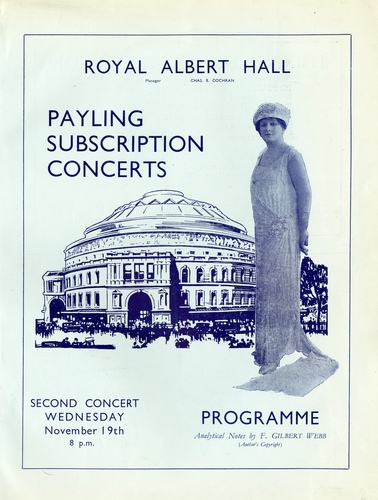 ROYAL ALBERT HALL
Manager CHAS. B. COCHRAN
PAYLING
SUBSCRIPTION
CONCERTS
SECOND CONCERT
WEDNESDAY
November 19th
8 p.m.
PROGRAMME
Analytical Notes by F. GILBERT WEBB
(Author's Copyright)